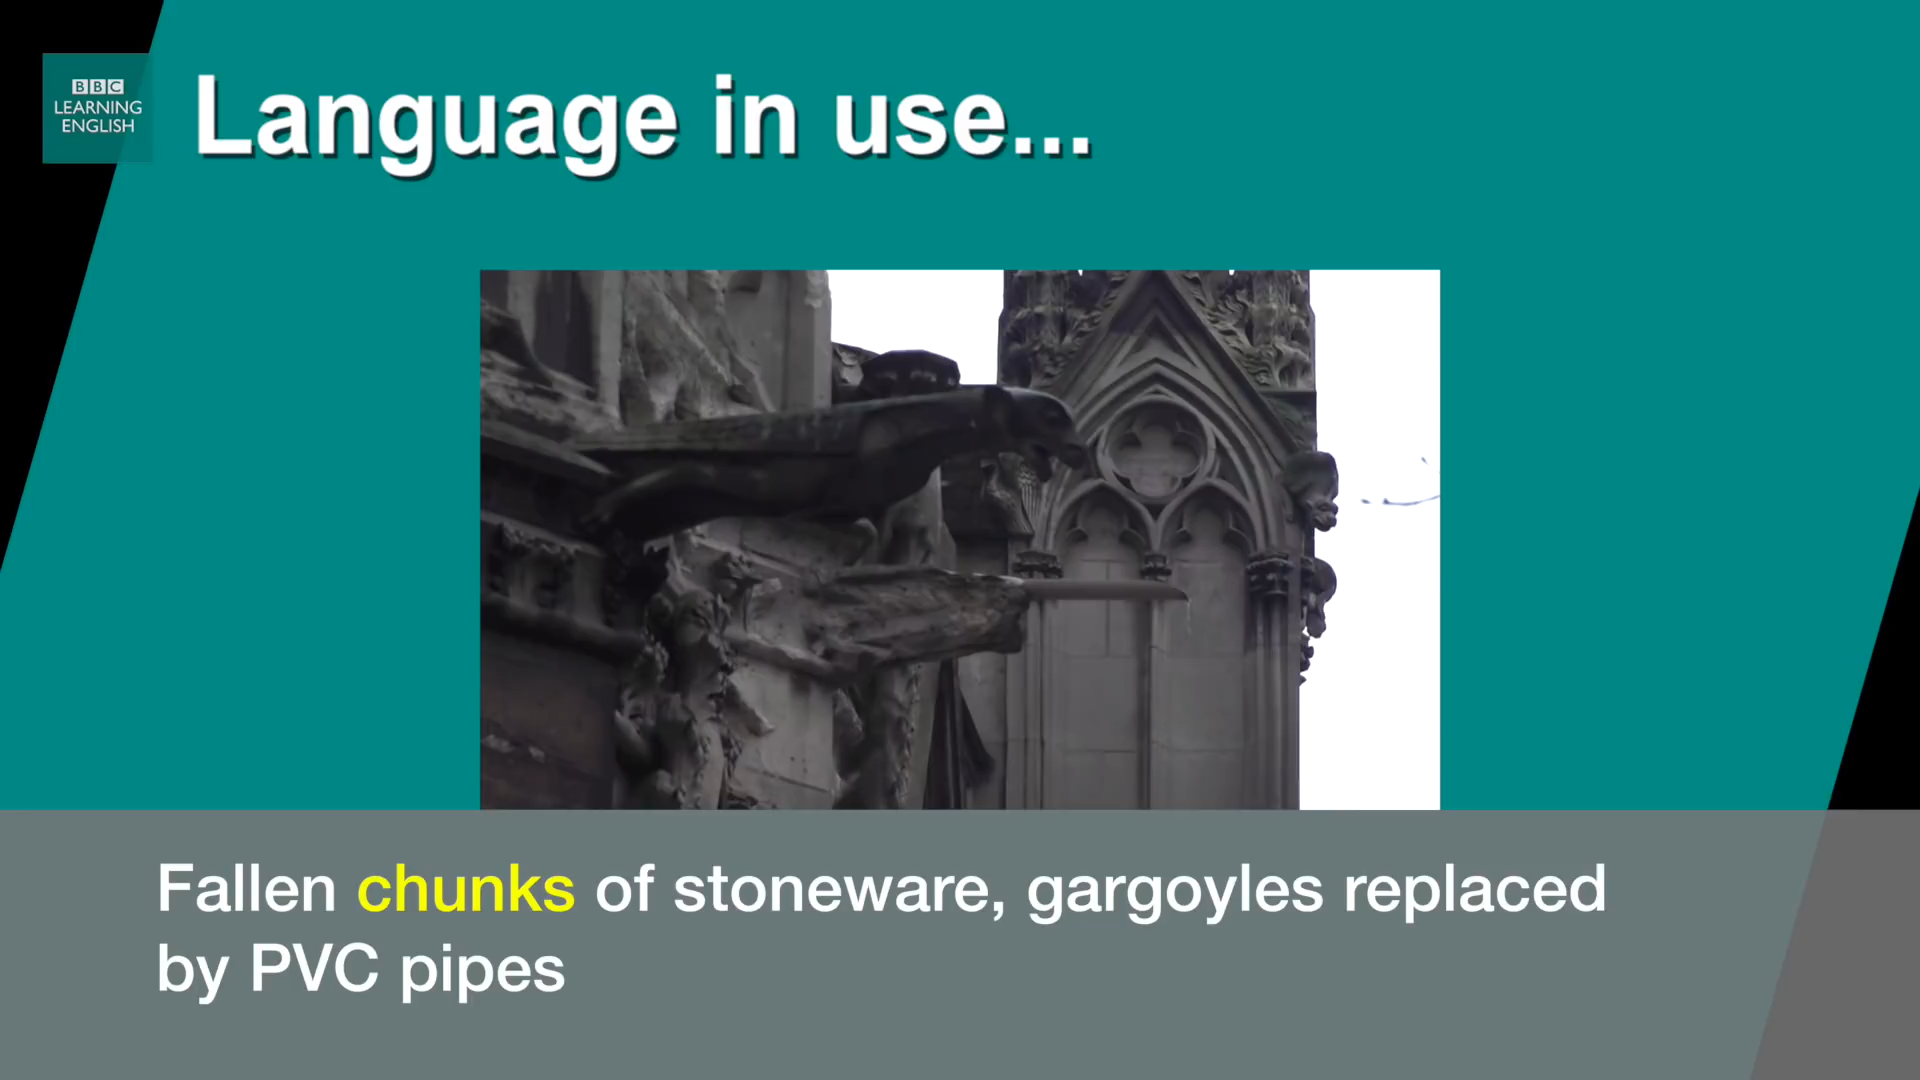 BBC
LEARNING
ENGLISH
Language in use...
Fallen chunks of stoneware, gargoyles replaced
by PVC pipes